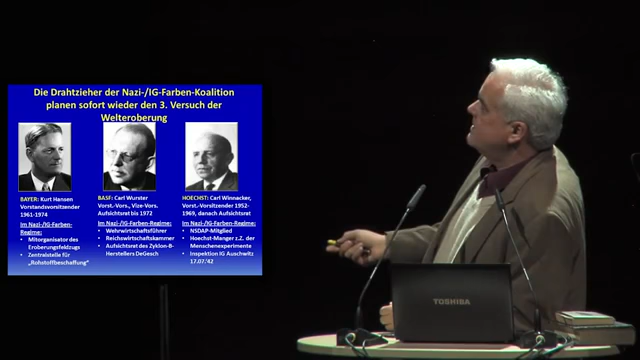 Die Drahtzieher der Nazi-/IG-Farben-Koalition
planen sofort wieder den 3. Versuch der
Welteroberung
BAYER: Kurt Hansen
Vorstandsvorsitzender
1961-1974
Im Nazi-/IG-Farben-
Regime:
Mitorganisator des
Eroberungsfeldzugs
Zentralstelle für
„Rohstoffbeschaffung"
BASF: Carl Wurster
Vorst.-Vors., Vize-Vors.
Aufsichtsrat bis 1972
Im Nazi-/IG-Farben-Regime:
Wehrwirtschaftsführer
Reichswirtschaftskammer
Aufsichtsrat des Zyklon-B-
Herstellers DeGesch
HOECHST: Carl Winnacker,
Vorst.-Vorsitzender 1952-
1969, danach Aufsichtsrat
Im Nazi-/IG-Farben-Regime:
NSDAP-Mitglied
Hoechst-Manger z.Z. der
Menschenexperimente
Inspektion IG Auschwitz
17.07.'42
TOSHIBA